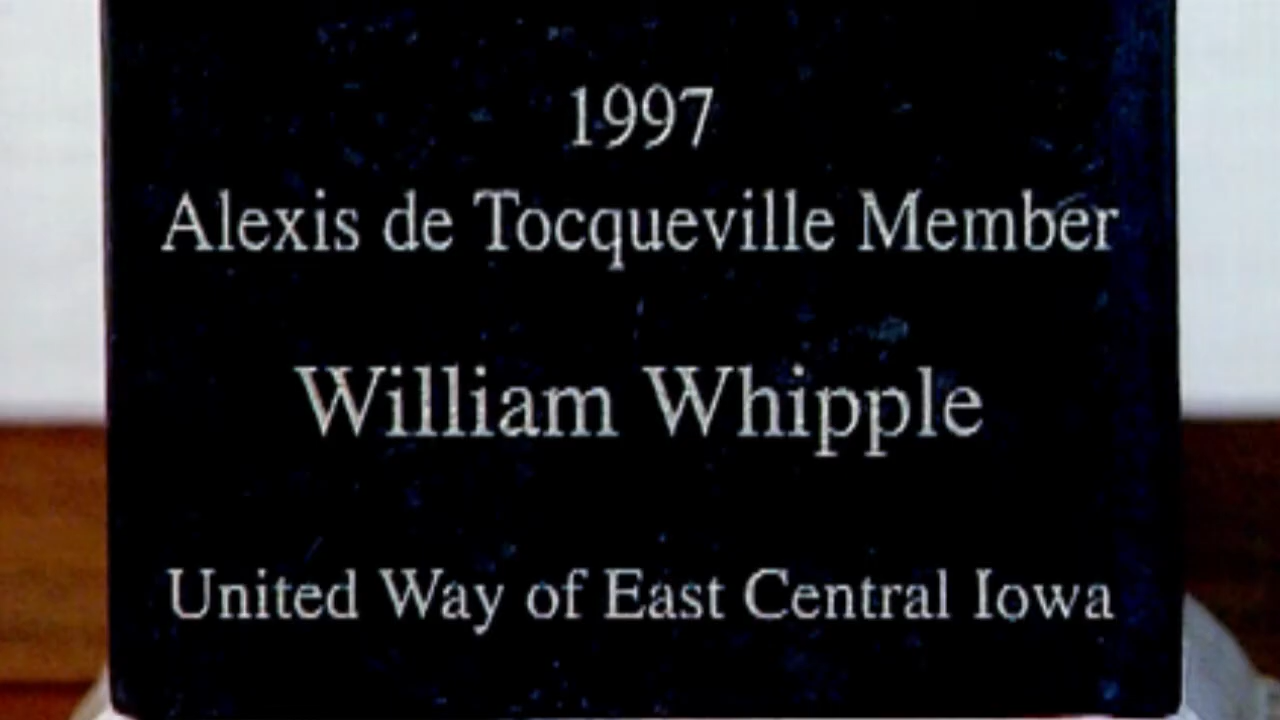 1997
Alexis de Tocqueville Member
William Whipple
United Way of East Central Iowa